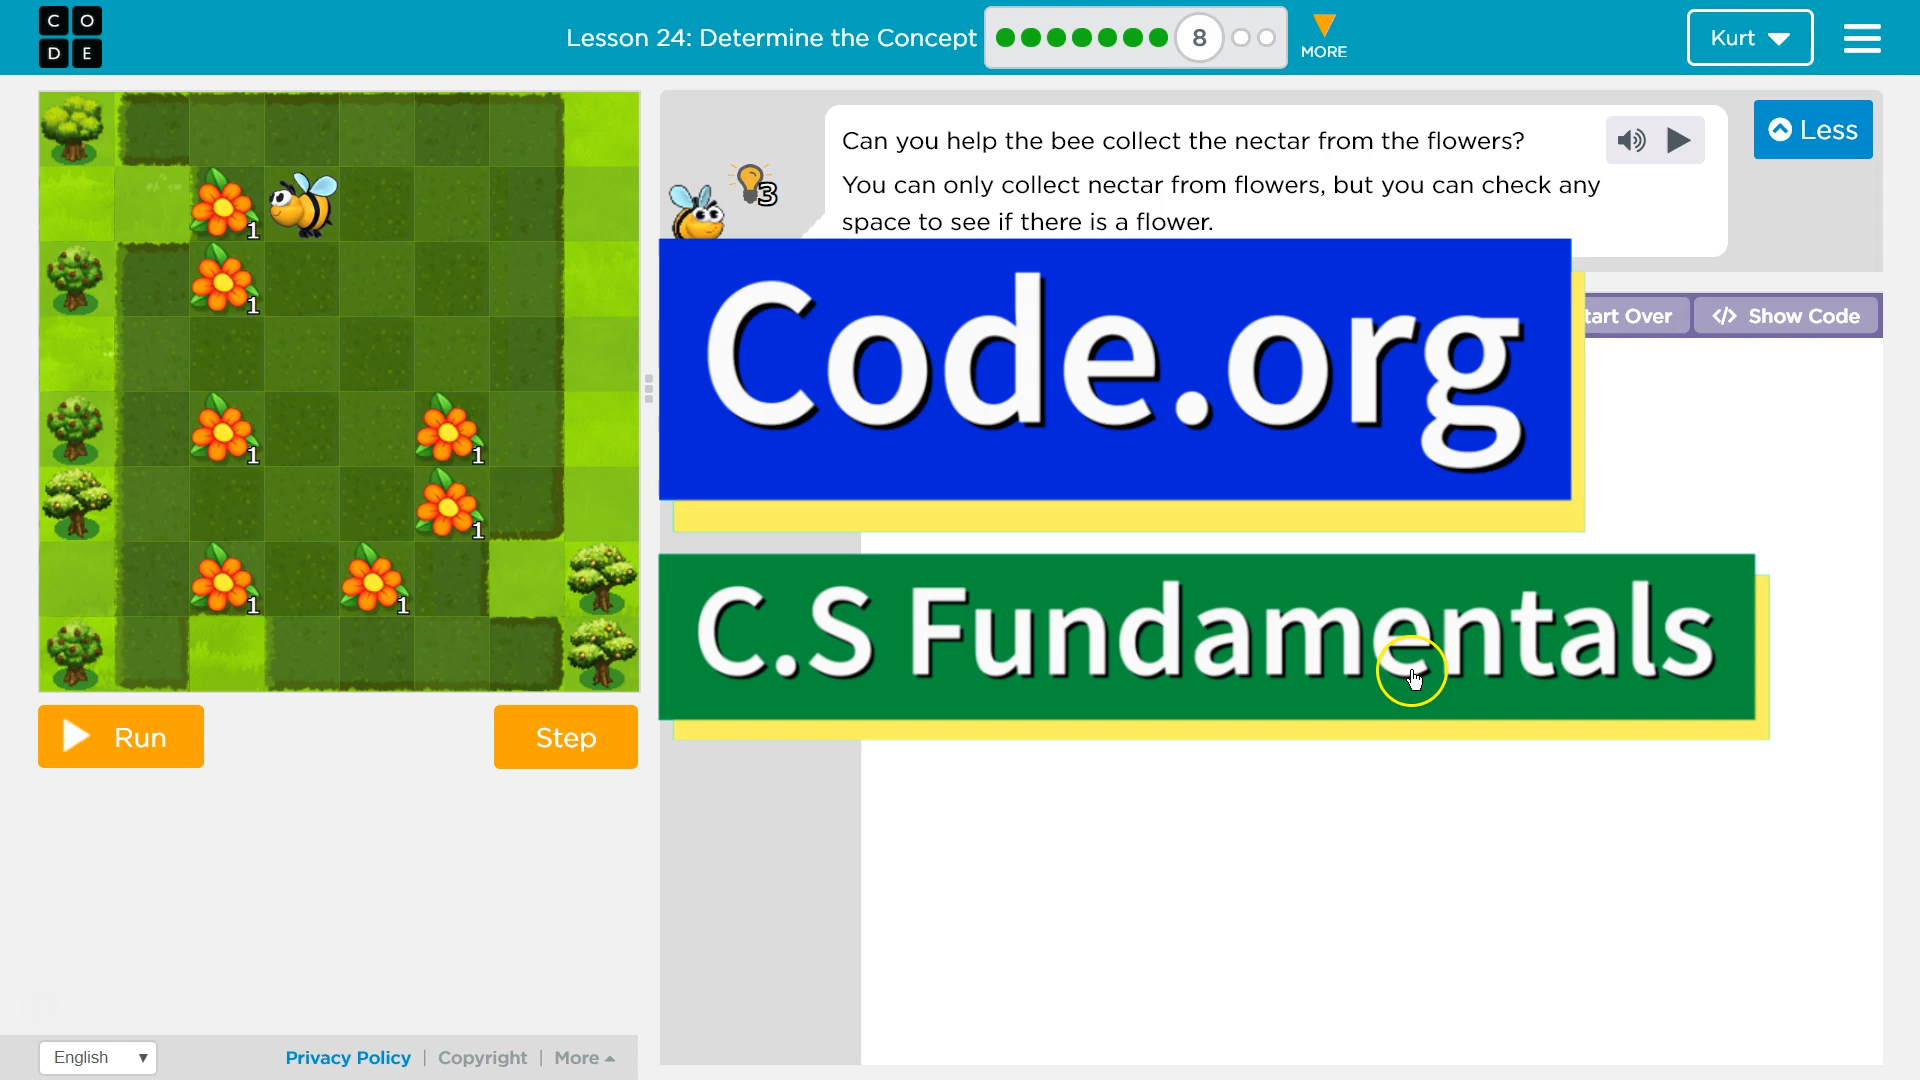 C O
D E
Lesson 24: Determine the Concept
8
MORE
Kurt
Can you help the bee collect the nectar from the flowers?
You can only collect nectar from flowers, but you can check any
space to see if there is a flower.
3
Less
Code.org
tart Over
</> Show Code
C.S Fundamentals
1
1
1
1
1
1
1
Run
Step
English
Privacy Policy | Copyright | More